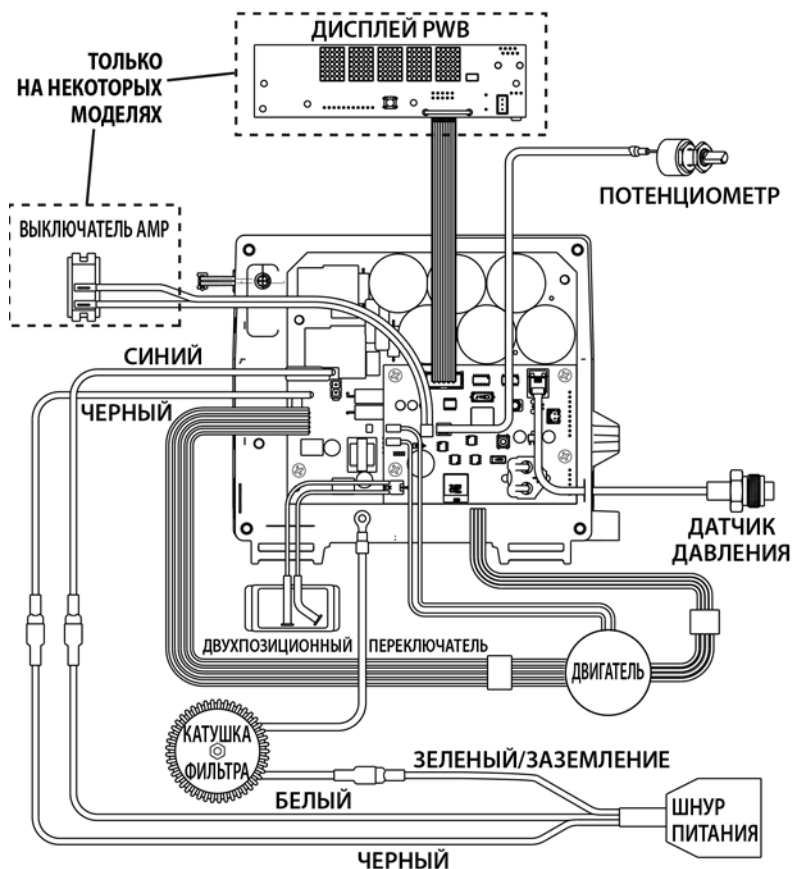 ДИСПЛЕЙ PWB
ТОЛЬКО
НА НЕКОТОРЫХ
МОДЕЛЯХ
ПОТЕНЦИОМЕТР
ВЫКЛЮЧАТЕЛЬ AMP
СИНИЙ
ЧЕРНЫЙ
ДАТЧИК
ДАВЛЕНИЯ
ДВУХПОЗИЦИОННЫЙ ПЕРЕКЛЮЧАТЕЛЬ
ДВИГАТЕЛЬ
КАТУШКА
ФИЛЬТРА
ЗЕЛЕНЫЙ/ЗАЗЕМЛЕНИЕ
БЕЛЫЙ
ШНУР
ПИТАНИЯ
ЧЕРНЫЙ